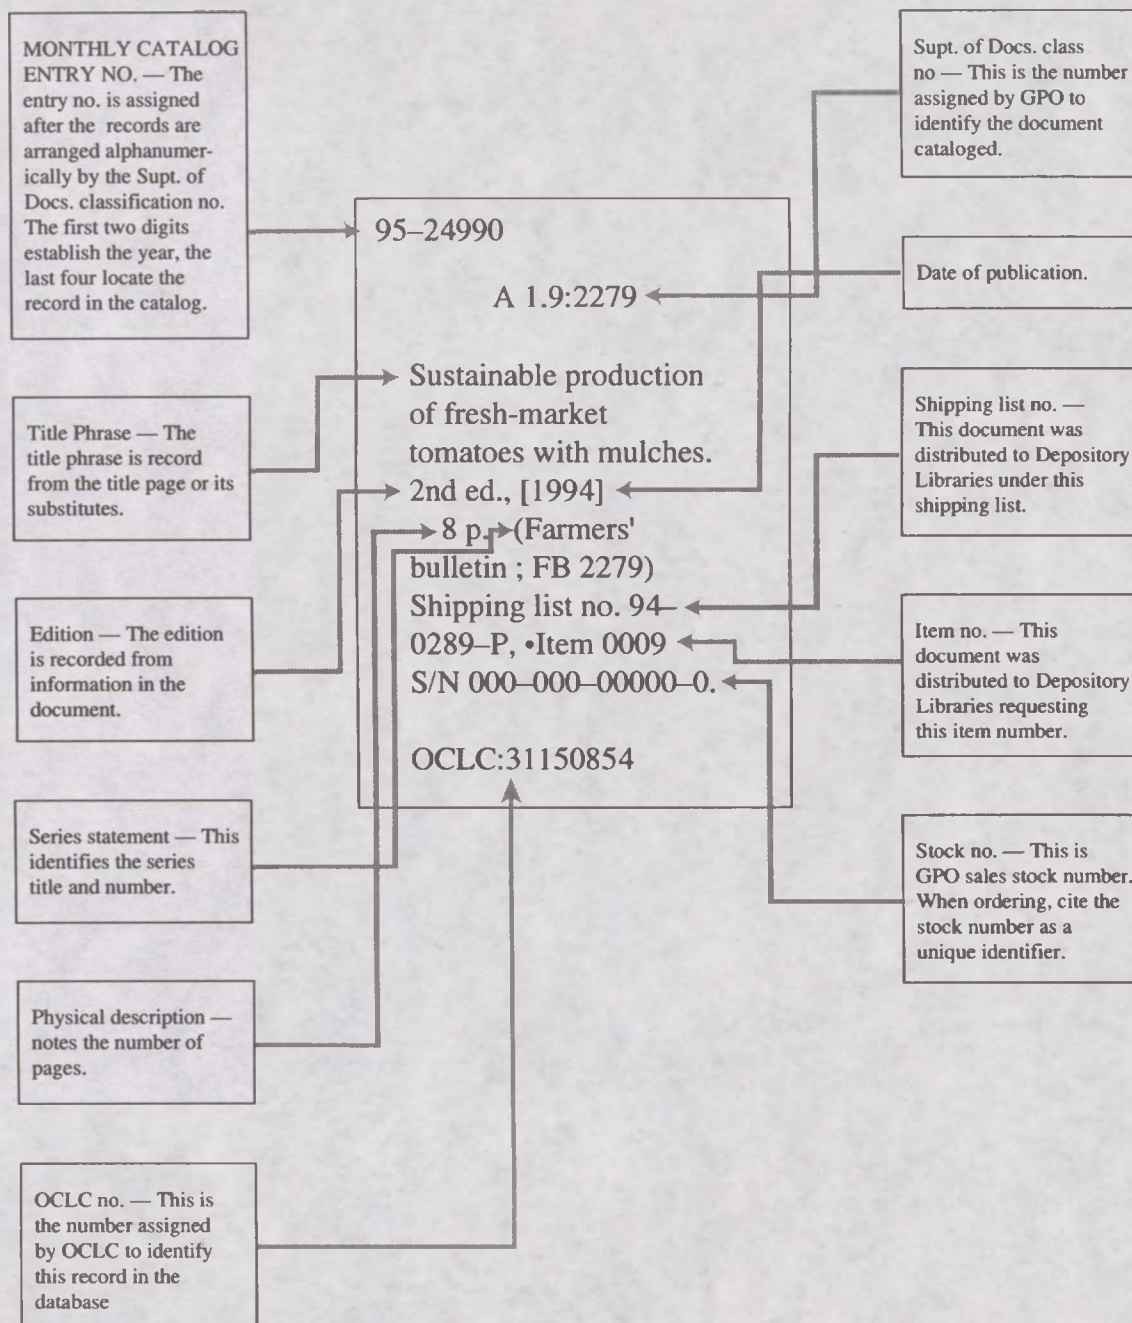 MONTHLY CATALOG
ENTRY NO. — The
entry no. is assigned
after the records are
arranged alphanumer-
ically by the Supt. of
Docs. classification no.
The first two digits
establish the year, the
last four locate the
record in the catalog.
Title Phrase — The
title phrase is record
from the title page or its
substitutes.
Edition — The edition
is recorded from
information in the
document.
Series statement — This
identifies the series
title and number.
Physical description —
notes the number of
pages.
OCLC no. — This is
the number assigned
by OCLC to identify
this record in the
database
95–24990
A 1.9:2279
Sustainable production
of fresh-market
tomatoes with mulches.
2nd ed., [1994]
8 p. (Farmers'
bulletin ; FB 2279)
Shipping list no. 94–
0289–P, •Item 0009
S/N 000–000–00000–0.
OCLC:31150854
Supt. of Docs. class
no — This is the number
assigned by GPO to
identify the document
cataloged.
Date of publication.
Shipping list no. —
This document was
distributed to Depository
Libraries under this
shipping list.
Item no. — This
document was
distributed to Depository
Libraries requesting
this item number.
Stock no. — This is
GPO sales stock number.
When ordering, cite the
stock number as a
unique identifier.